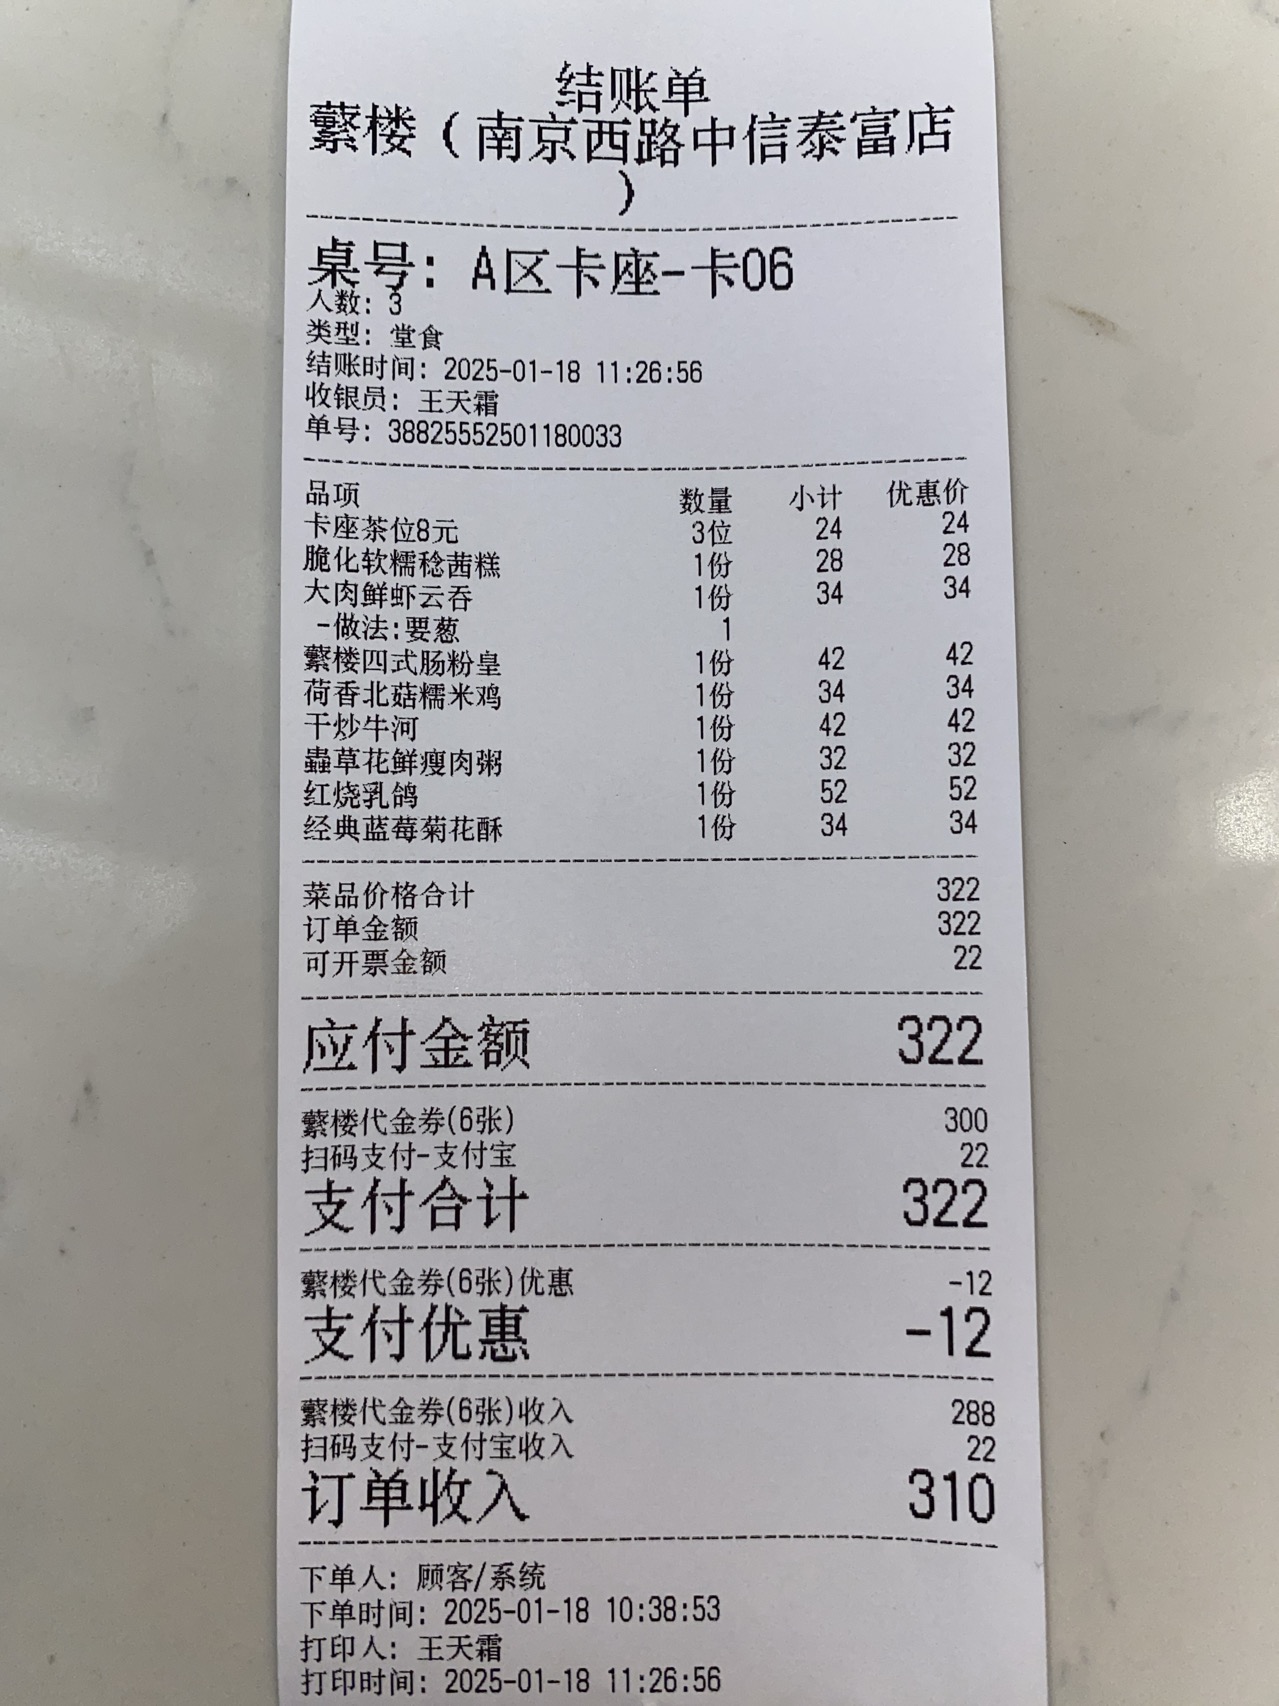 结账单
蘩楼（南京西路中信泰富店
）
桌号: A区卡座-卡06
人数: 3
类型: 堂食
结账时间: 2025-01-18 11:26:56
收银员: 王天霜
单号: 38825552501180033
品项 数量 小计 优惠价
卡座茶位8元 3位 24 24
脆化软糯稔茜糕 1份 28 28
大肉鲜虾云吞 1份 34 34
-做法:要葱 1
蘩楼四式肠粉皇 1份 42 42
荷香北菇糯米鸡 1份 34 34
干炒牛河 1份 42 42
蟲草花鲜瘦肉粥 1份 32 32
红烧乳鸽 1份 52 52
经典蓝莓菊花酥 1份 34 34
菜品价格合计 322
订单金额 322
可开票金额 22
应付金额 322
蘩楼代金券(6张) 300
扫码支付-支付宝 22
支付合计 322
蘩楼代金券(6张)优惠 -12
支付优惠 -12
蘩楼代金券(6张)收入 288
扫码支付-支付宝收入 22
订单收入 310
下单人: 顾客/系统
下单时间: 2025-01-18 10:38:53
打印人: 王天霜
打印时间: 2025-01-18 11:26:56